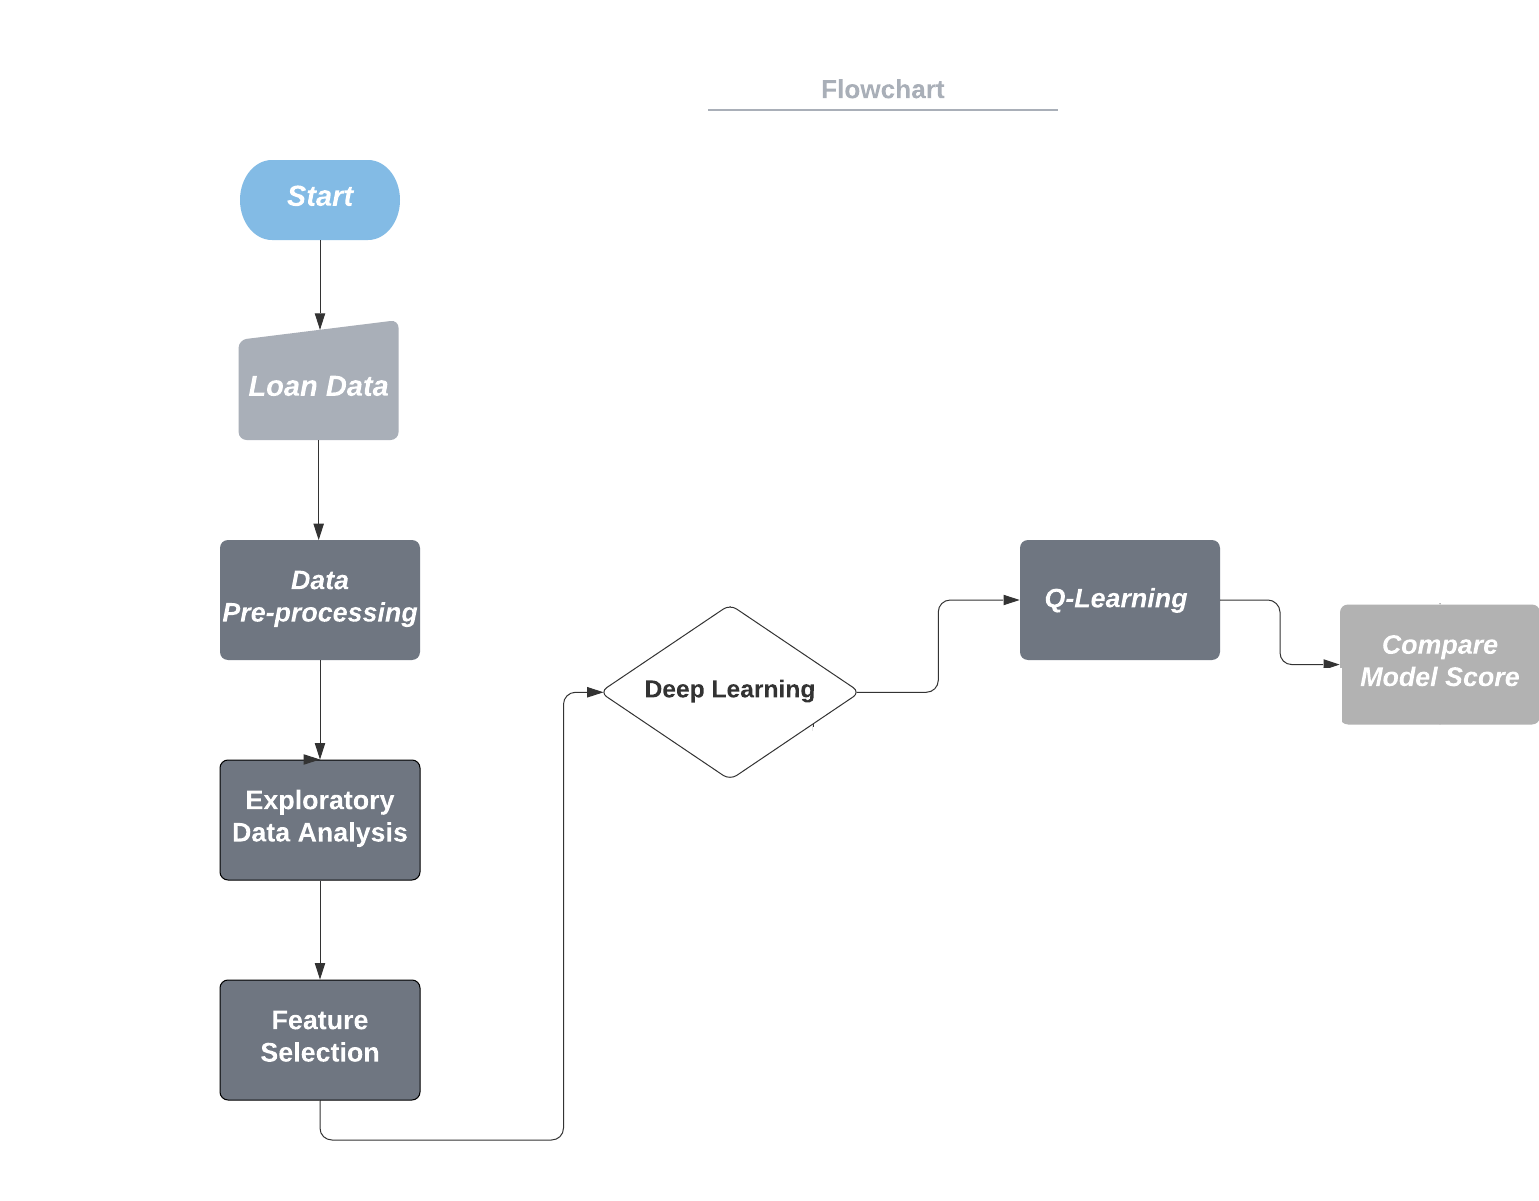 Flowchart
Start
Loan Data
Data
Pre-processing
Exploratory
Data Analysis
Feature
Selection
Deep Learning
Q-Learning
Compare
Model Score